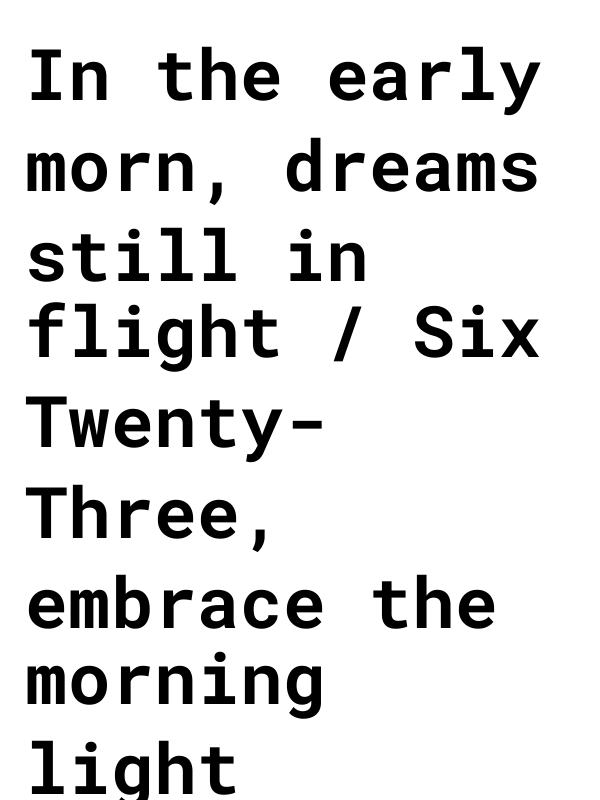 In the early
morn, dreams
still in
flight / Six
Twenty-
Three,
embrace the
morning
light